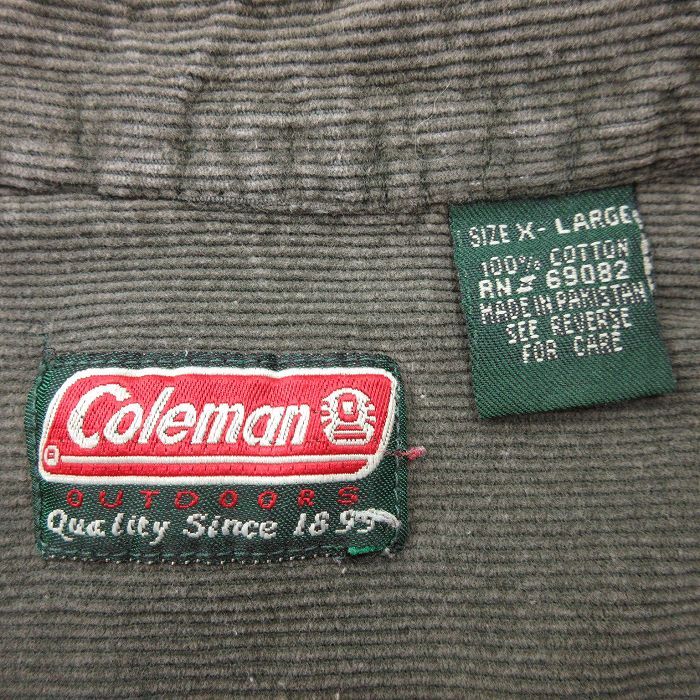 Coleman
OUTDOORS
Quality Since 1899
SIZE X-LARGE
100% COTTON
RN# 69082
MADE IN PAKISTAN
SEE REVERSE
FOR CARE